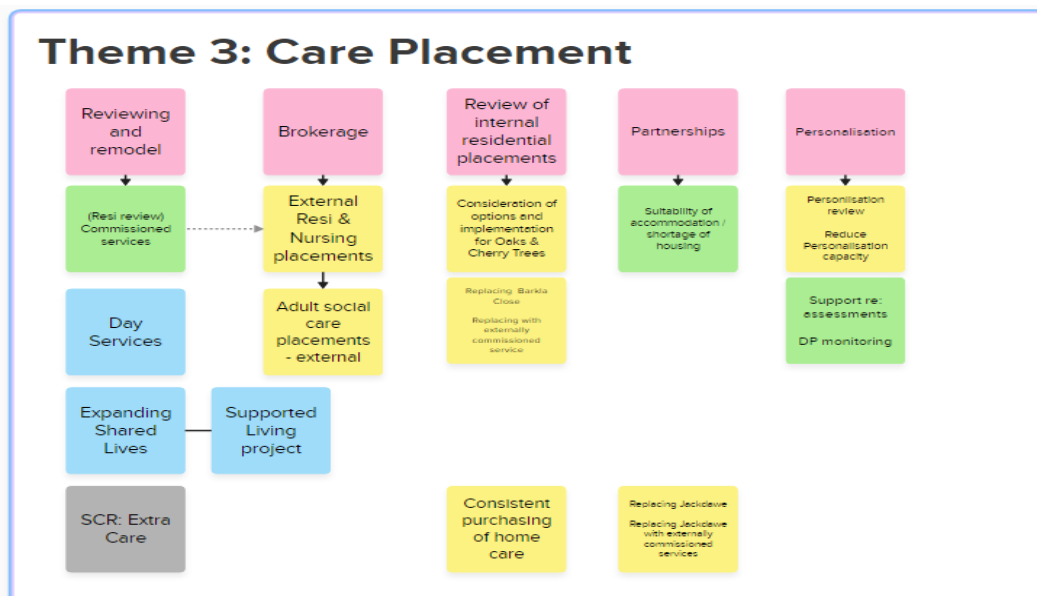 Theme 3: Care Placement
Reviewing
and
remodel
Brokerage
Review of
internal
residential
placements
Partnerships
Personalisation
(Resi review)
Commissioned
services
External
Resi &
Nursing
placements
Consideration of
options and
implementation
for Oaks &
Cherry Trees
Suitability of
accommodation /
shortage of
housing
Personilisation
review
Reduce
Personalisation
capacity
Day
Services
Adult social
care
placements
- external
Replacing Barkla
Close
Replacing with
externally
commissioned
service
Support re:
assessments
DP monitoring
Expanding
Shared
Lives
Supported
Living
project
SCR: Extra
Care
Consistent
purchasing
of home
care
Replacing Jackdawe
Replacing Jackdawe
with externally
commissioned
services